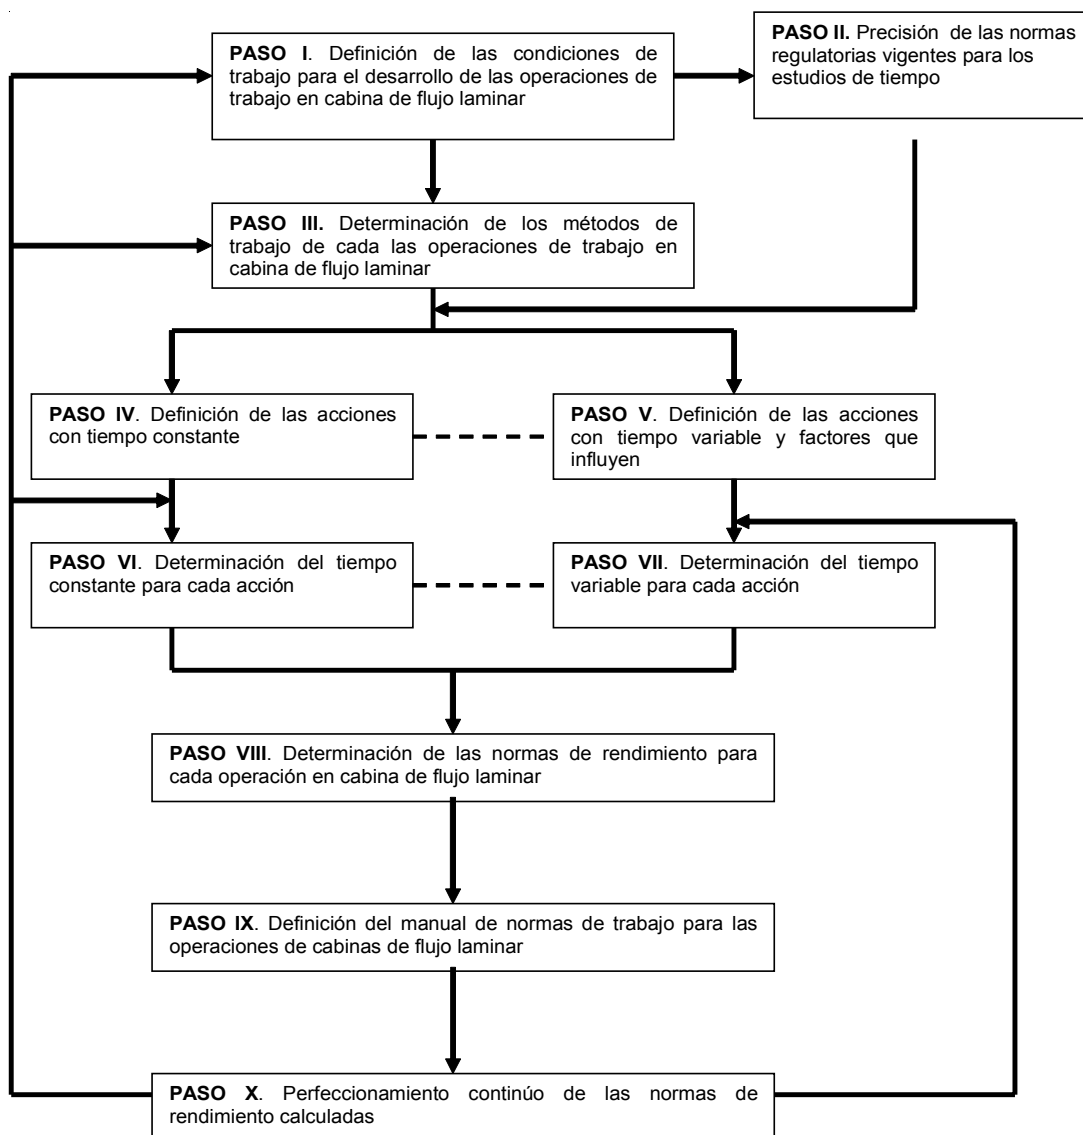 PASO I. Definición de las condiciones de
trabajo para el desarrollo de las operaciones de
trabajo en cabina de flujo laminar
PASO II. Precisión de las normas
regulatorias vigentes para los
estudios de tiempo
PASO III. Determinación de los métodos de
trabajo de cada las operaciones de trabajo en
cabina de flujo laminar
PASO IV. Definición de las acciones
con tiempo constante
PASO V. Definición de las acciones
con tiempo variable y factores que
influyen
PASO VI. Determinación del tiempo
constante para cada acción
PASO VII. Determinación del tiempo
variable para cada acción
PASO VIII. Determinación de las normas de rendimiento para
cada operación en cabina de flujo laminar
PASO IX. Definición del manual de normas de trabajo para las
operaciones de cabinas de flujo laminar
PASO X. Perfeccionamiento continúo de las normas de
rendimiento calculadas